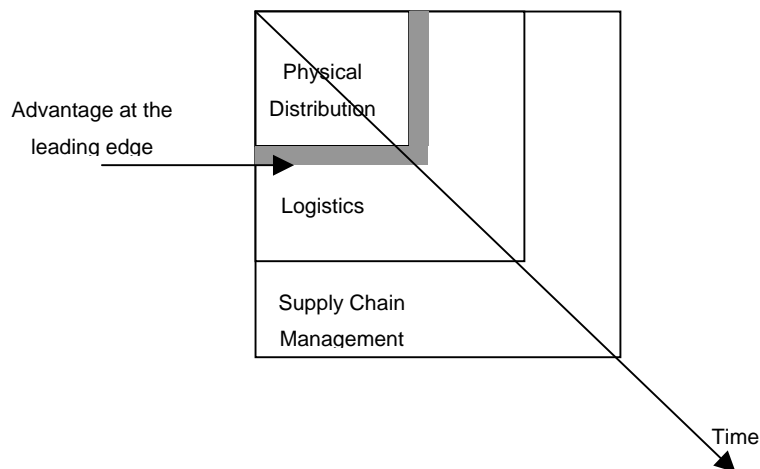 Physical
Distribution
Advantage at the
leading edge
Logistics
Supply Chain
Management
Time